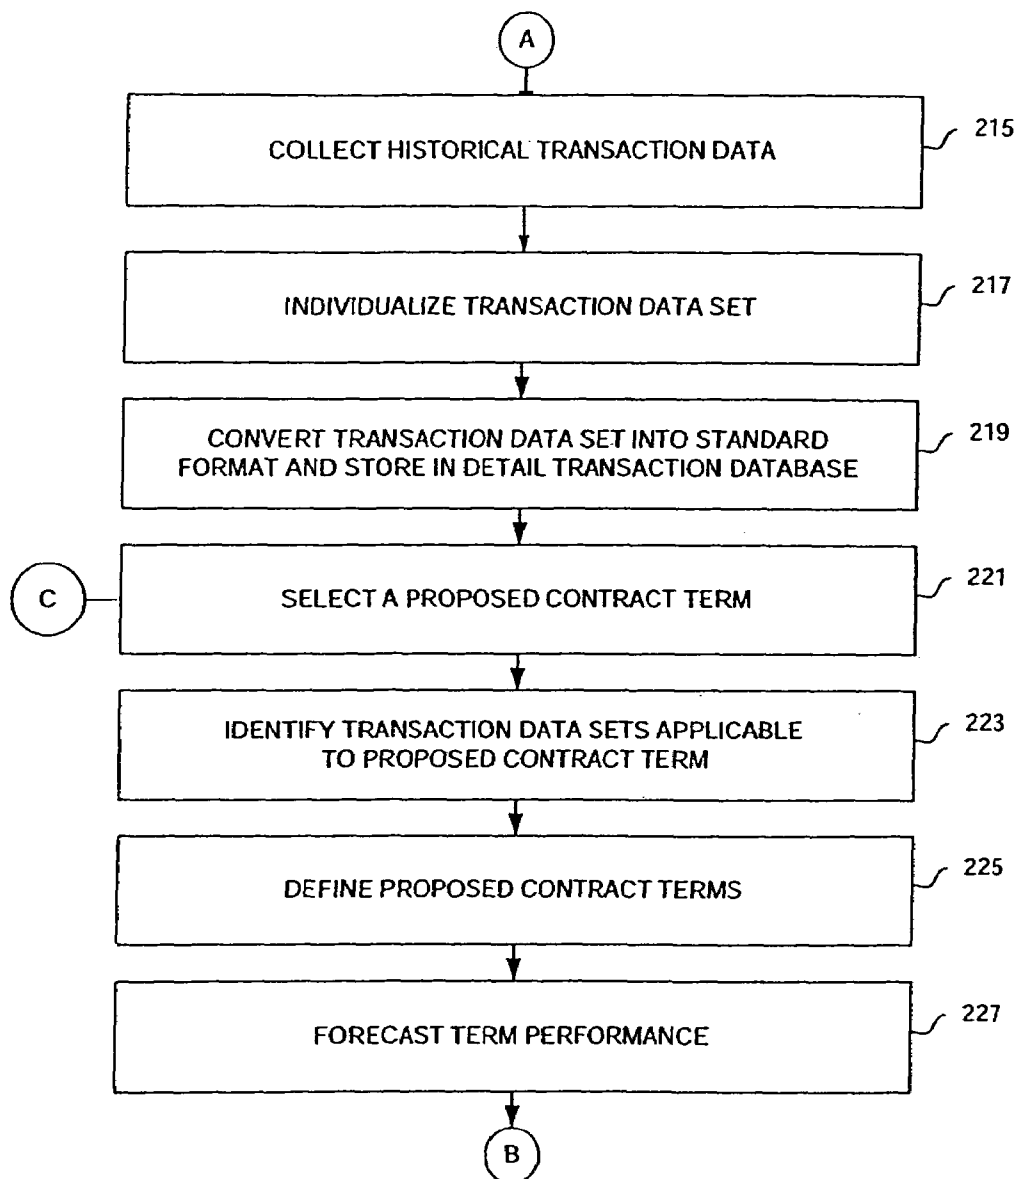 A
COLLECT HISTORICAL TRANSACTION DATA
215
INDIVIDUALIZE TRANSACTION DATA SET
217
CONVERT TRANSACTION DATA SET INTO STANDARD
FORMAT AND STORE IN DETAIL TRANSACTION DATABASE
219
C
SELECT A PROPOSED CONTRACT TERM
221
IDENTIFY TRANSACTION DATA SETS APPLICABLE
TO PROPOSED CONTRACT TERM
223
DEFINE PROPOSED CONTRACT TERMS
225
FORECAST TERM PERFORMANCE
227
B